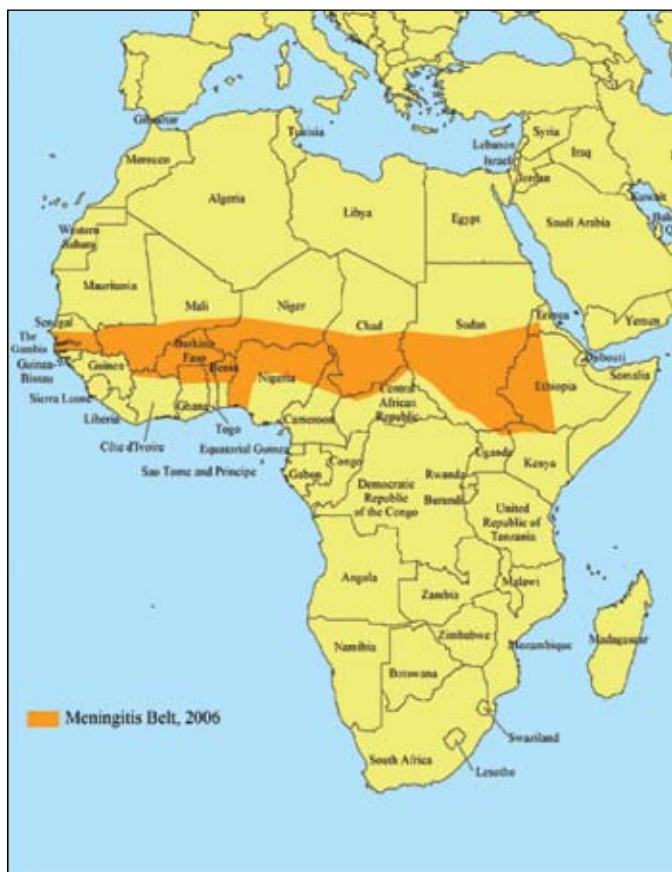 Gibraltar
Tunisia
Syria
Lebanon
Israel
Iraq
Jordan
Morocco
Algeria
Libya
Egypt
Kuwait
Saudi Arabia
Western
Sahara
Mauritania
Mali
Niger
Chad
Sudan
Eritrea
Yemen
Senegal
The
Gambia
Guinea-
Bissau
Guinea
Burkina
Faso
Benin
Nigeria
Djibouti
Ethiopia
Somalia
Sierra Leone
Liberia
Ghana
Togo
Cameroon
Central
African
Republic
Côte d'Ivoire
Equatorial Guinea
Sao Tome and Principe
Gabon
Congo
Democratic
Republic
of the Congo
Uganda
Kenya
Rwanda
Burundi
United
Republic of
Tanzania
Angola
Zambia
Malawi
Zimbabwe
Mozambique
Madagascar
Namibia
Botswana
Meningitis Belt, 2006
Swaziland
South Africa
Lesotho